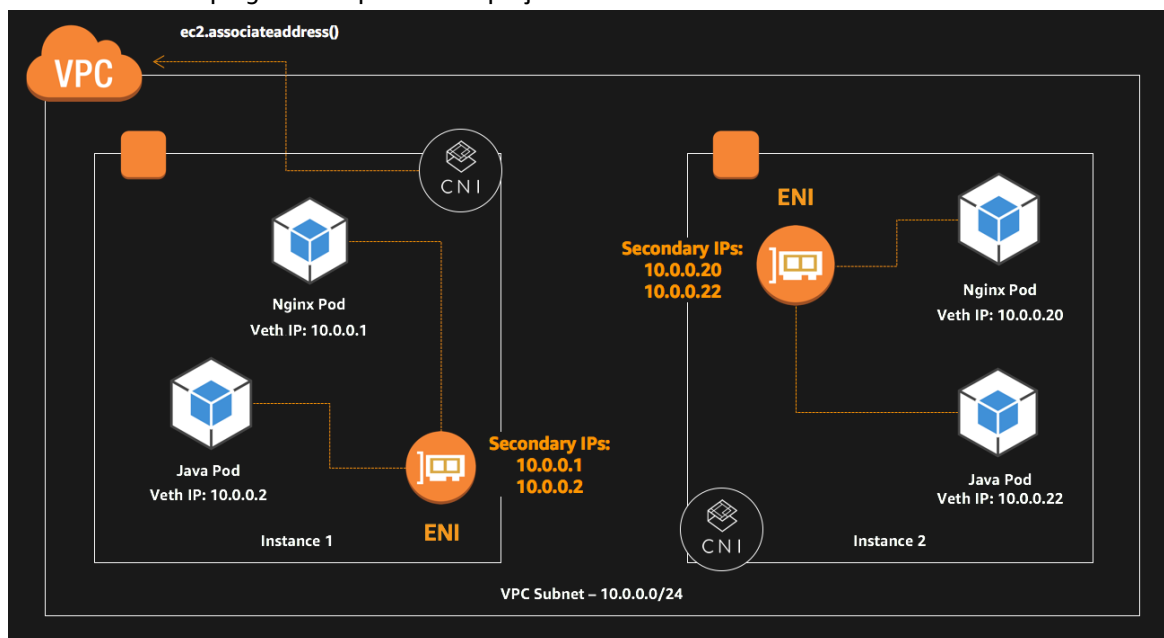 ec2.associateaddress()
VPC
CNI
ENI
Secondary IPs:
10.0.0.20
10.0.0.22
Nginx Pod
Veth IP: 10.0.0.1
Nginx Pod
Veth IP: 10.0.0.20
Java Pod
Veth IP: 10.0.0.2
Secondary IPs:
10.0.0.1
10.0.0.2
ENI
Instance 1
Java Pod
Veth IP: 10.0.0.22
CNI
Instance 2
VPC Subnet – 10.0.0.0/24